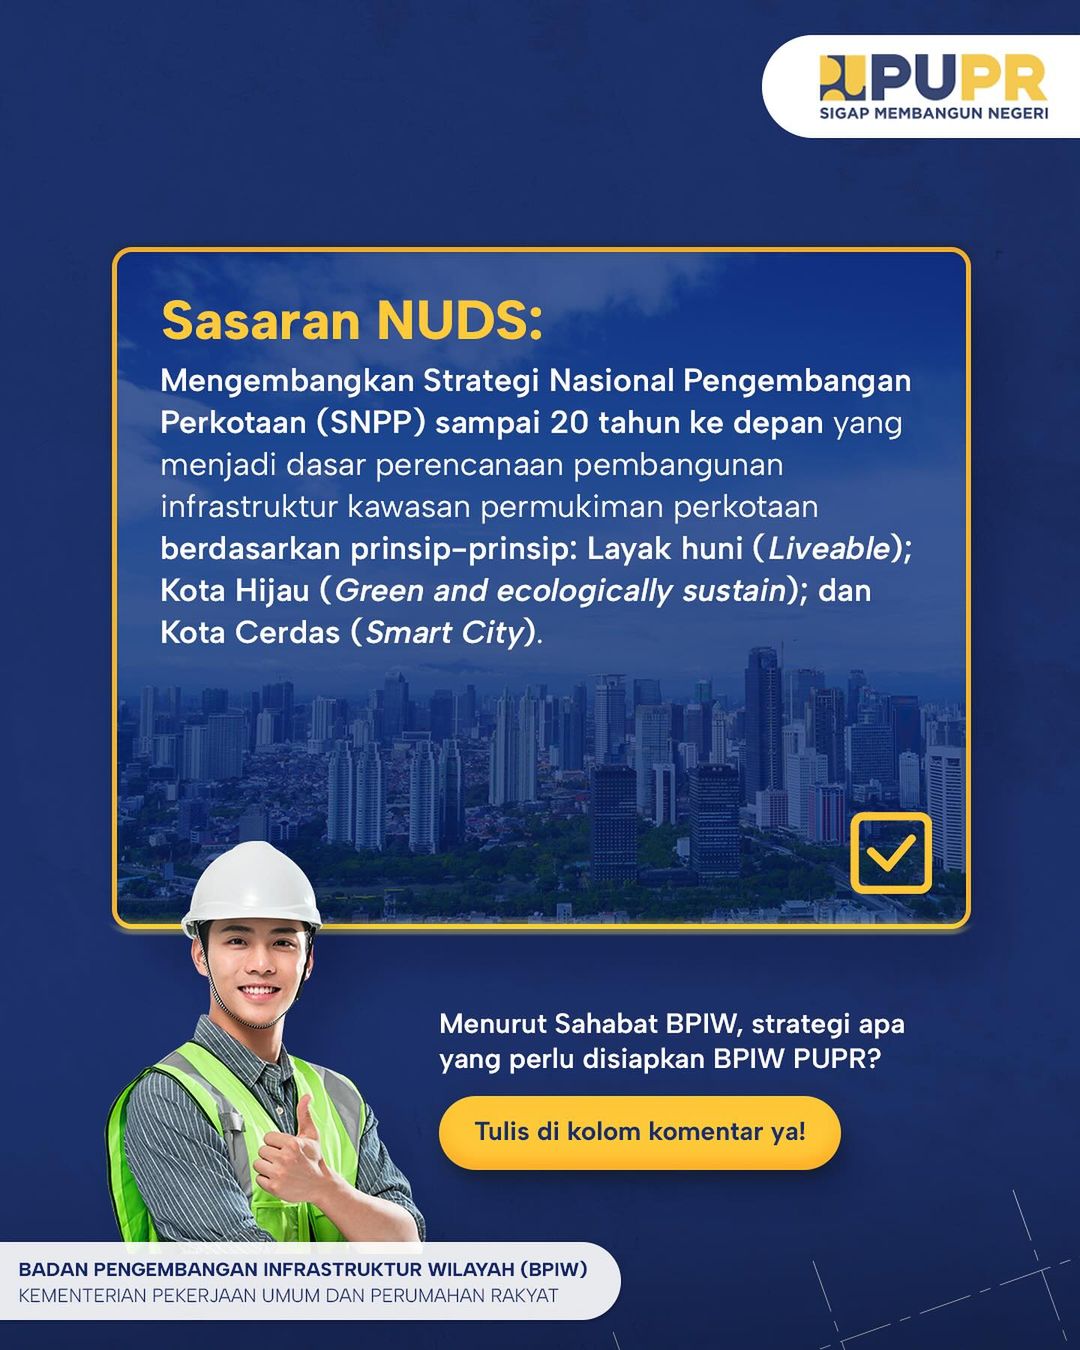 PUPR
SIGAP MEMBANGUN NEGERI
Sasaran NUDS:
Mengembangkan Strategi Nasional Pengembangan
Perkotaan (SNPP) sampai 20 tahun ke depan yang
menjadi dasar perencanaan pembangunan
infrastruktur kawasan permukiman perkotaan
berdasarkan prinsip-prinsip: Layak huni (Liveable);
Kota Hijau (Green and ecologically sustain); dan
Kota Cerdas (Smart City).
Menurut Sahabat BPIW, strategi apa
yang perlu disiapkan BPIW PUPR?
Tulis di kolom komentar ya!
BADAN PENGEMBANGAN INFRASTRUKTUR WILAYAH (BPIW)
KEMENTERIAN PEKERJAAN UMUM DAN PERUMAHAN RAKYAT